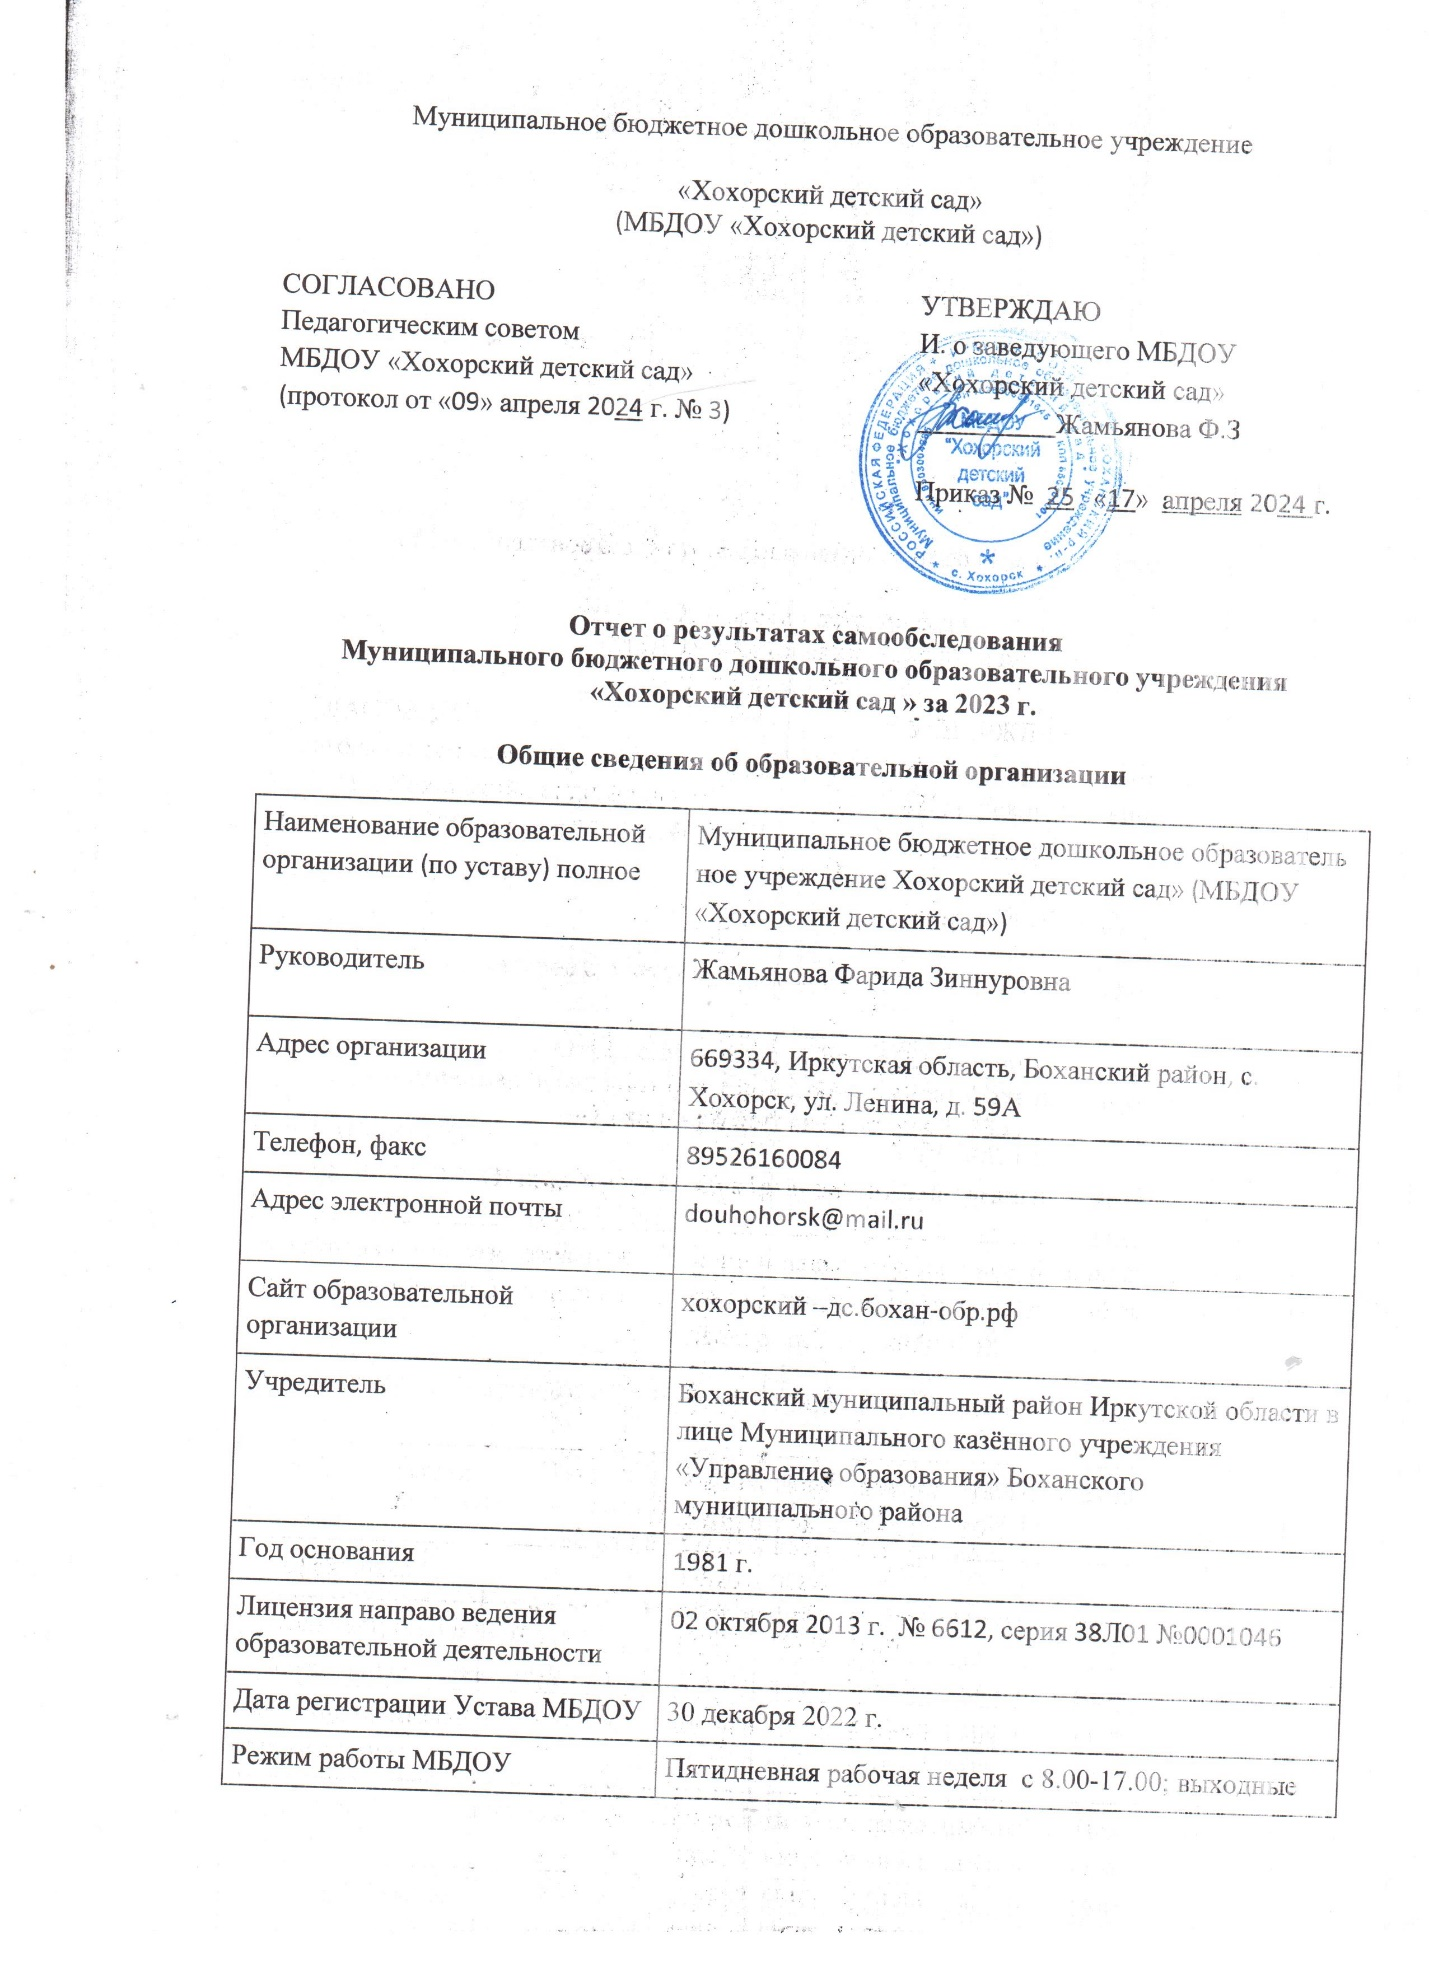 Муниципальное бюджетное дошкольное образовательное учреждение
«Хохорский детский сад»
(МБДОУ «Хохорский детский сад»)
СОГЛАСОВАНО
Педагогическим советом
МБДОУ «Хохорский детский сад»
(протокол от «09» апреля 2024 г. № 3)
УТВЕРЖДАЮ
И. о заведующего МБДОУ
«Хохорский детский сад»
Жамьянова Ф.З
Приказ № 25 «17» апреля 2024 г.
РОССИЙСКАЯ ФЕДЕРАЦИЯ
МБДОУ
"Хохорский
детский
сад"
с. Хохорск
Отчет о результатах самообследования
Муниципального бюджетного дошкольного образовательного учреждения
«Хохорский детский сад » за 2023 г.
Общие сведения об образовательной организации
Наименование образовательной
организации (по уставу) полное
Муниципальное бюджетное дошкольное образователь
ное учреждение Хохорский детский сад» (МБДОУ
«Хохорский детский сад»)
Руководитель
Жамьянова Фарида Зиннуровна
Адрес организации
669334, Иркутская область, Боханский район, с.
Хохорск, ул. Ленина, д. 59А
Телефон, факс
89526160084
Адрес электронной почты
douhohorsk@mail.ru
Сайт образовательной
организации
хохорский –дс.бохан-обр.рф
Учредитель
Боханский муниципальный район Иркутской области в
лице Муниципального казённого учреждения
«Управление образования» Боханского
муниципального района
Год основания
1981 г.
Лицензия направо ведения
образовательной деятельности
02 октября 2013 г. № 6612, серия 38Л01 №0001046
Дата регистрации Устава МБДОУ
30 декабря 2022 г.
Режим работы МБДОУ
Пятидневная рабочая неделя с 8.00-17.00; выходные